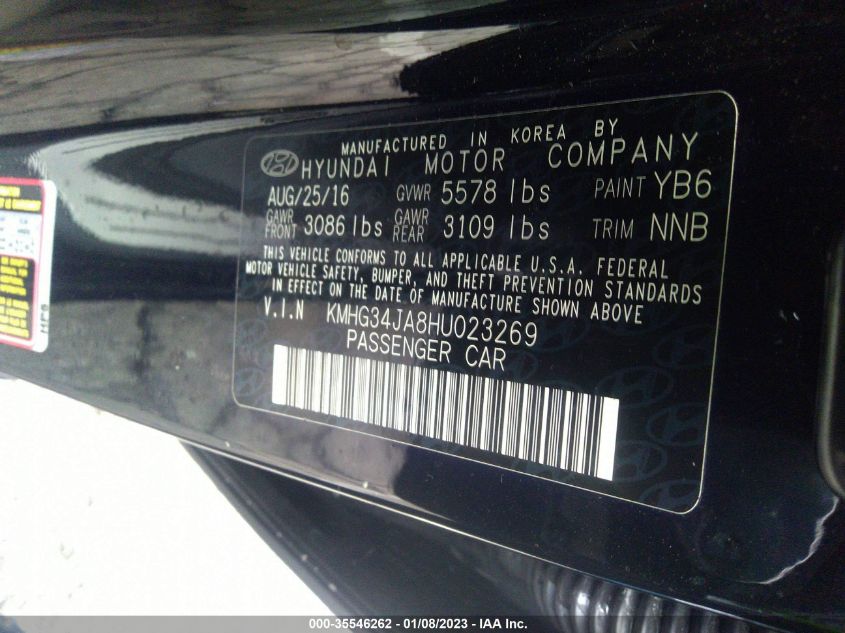 MANUFACTURED IN KOREA BY
HYUNDAI MOTOR COMPANY
AUG/25/16 GVWR 5578 lbs PAINT YB6
GAWR FRONT 3086 lbs GAWR REAR 3109 lbs TRIM NNB
THIS VEHICLE CONFORMS TO ALL APPLICABLE U.S.A. FEDERAL
MOTOR VEHICLE SAFETY, BUMPER, AND THEFT PREVENTION STANDARDS
IN EFFECT ON THE DATE OF MANUFACTURE SHOWN ABOVE
V.I.N KMHG34JA8HU023269
PASSENGER CAR
000-35546262 - 01/08/2023 - IAA Inc.